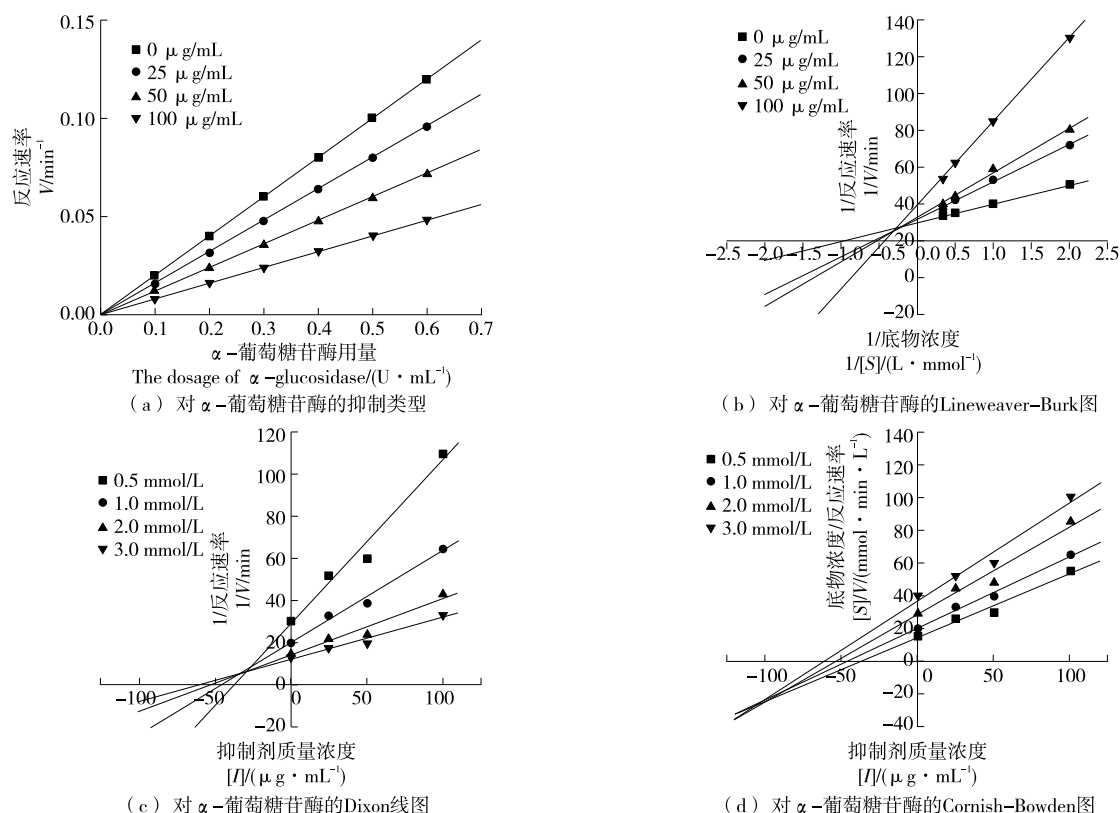 0.15
0.10
0.05
0.00
0.0 0.1 0.2 0.3 0.4 0.5 0.6 0.7
0 μg/mL
25 μg/mL
50 μg/mL
100 μg/mL
反应速率
V/min⁻¹
α-葡萄糖苷酶用量
The dosage of α-glucosidase/(U·mL⁻¹)
(a) 对α-葡萄糖苷酶的抑制类型
140
120
100
80
60
40
20
0
-20
-2.5 -2.0 -1.5 -1.0 -0.5 0.5 1.0 1.5 2.0 2.5
0 μg/mL
25 μg/mL
50 μg/mL
100 μg/mL
1/反应速率
1/V/min
1/底物浓度
1/[S]/(L·mmol⁻¹)
(b) 对α-葡萄糖苷酶的Lineweaver-Burk图
120
100
80
60
40
20
0
-20
-100 -50 0 50 100
0.5 mmol/L
1.0 mmol/L
2.0 mmol/L
3.0 mmol/L
1/反应速率
1/V/min
抑制剂质量浓度
[I]/(μg·mL⁻¹)
(c) 对α-葡萄糖苷酶的Dixon线图
140
120
100
80
60
40
20
0
-20
-40
-100 -50 0 50 100
0.5 mmol/L
1.0 mmol/L
2.0 mmol/L
3.0 mmol/L
底物浓度/反应速率
[S]/V/(mmol·min·L⁻¹)
抑制剂质量浓度
[I]/(μg·mL⁻¹)
(d) 对α-葡萄糖苷酶的Cornish-Bowden图